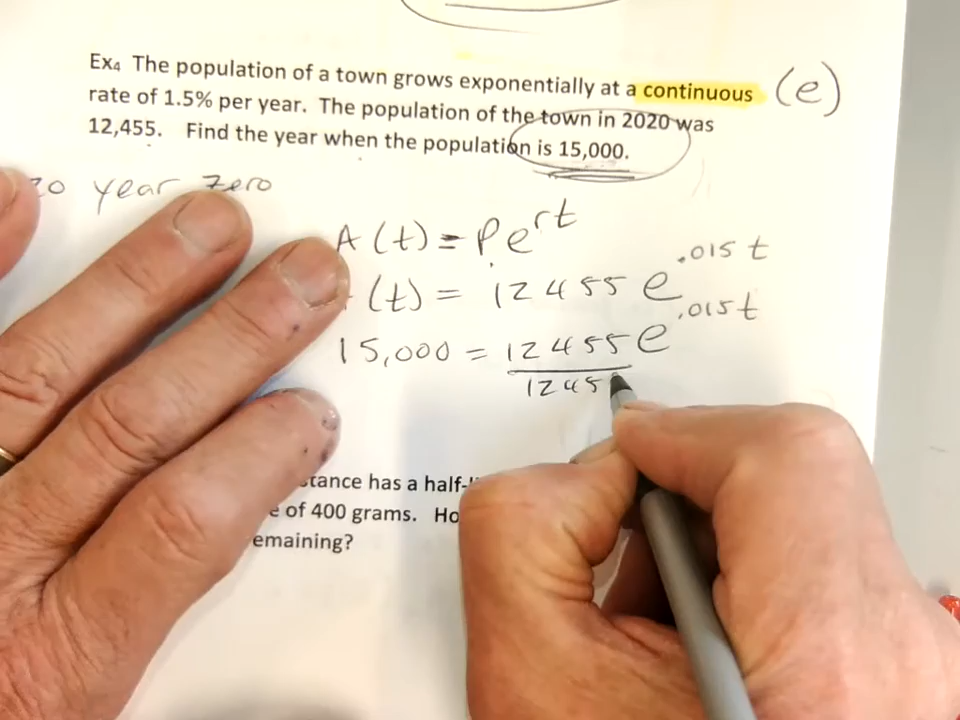 Ex4 The population of a town grows exponentially at a continuous (e)
rate of 1.5% per year. The population of the town in 2020 was
12,455. Find the year when the population is 15,000.
20 year zero
A(t) = Pe^rt
(t) = 12455 e^.015t
15,000 = 12455 e^.015t
1245
stance has a half-
e of 400 grams. Ho
emaining?